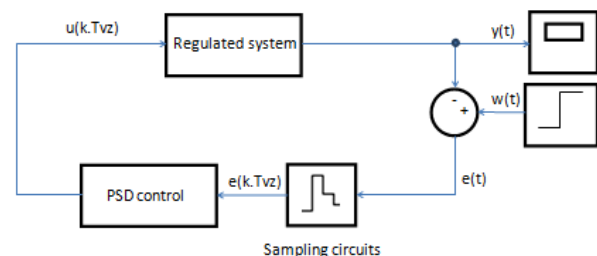 u(k.Tvz)
Regulated system
y(t)
- +
w(t)
e(t)
e(k.Tvz)
PSD control
Sampling circuits